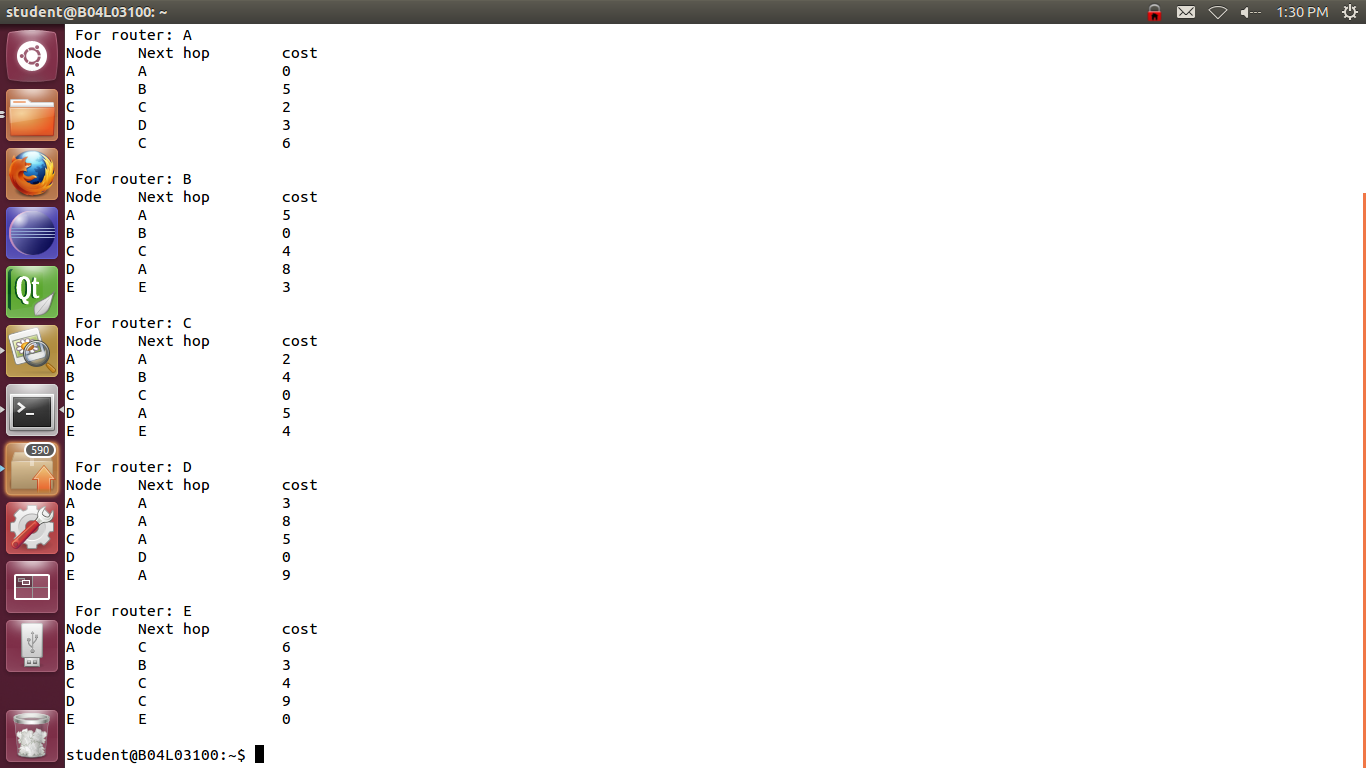 student@B04L03100: ~
1:30 PM
For router: A
Node Next hop cost
A A 0
B B 5
C C 2
D D 3
E C 6
For router: B
Node Next hop cost
A A 5
B B 0
C C 4
D A 8
E E 3
For router: C
Node Next hop cost
A A 2
B B 4
C C 0
D A 5
E E 4
For router: D
Node Next hop cost
A A 3
B A 8
C A 5
D D 0
E A 9
For router: E
Node Next hop cost
A C 6
B B 3
C C 4
D C 9
E E 0
student@B04L03100:~$
Qt
>_
590